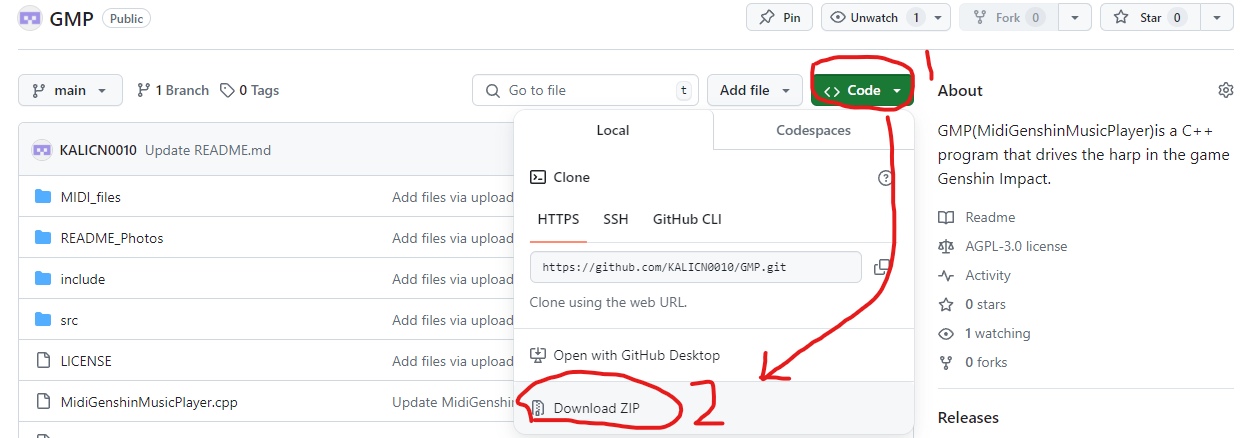 GMP Public Pin Unwatch 1 Fork 0 Star 0
1
main 1 Branch 0 Tags Go to file t Add file Code About
Local Codespaces
KALICN0010 Update README.md
GMP(MidiGenshinMusicPlayer)is a C++
program that drives the harp in the game
Genshin Impact.
Clone
MIDI_files Add files via upload
HTTPS SSH GitHub CLI
Readme
README_Photos Add files via upload
AGPL-3.0 license
https://github.com/KALICN0010/GMP.git
include Add files via upload
Activity
Clone using the web URL.
0 stars
src Add files via upload
1 watching
Open with GitHub Desktop
LICENSE Add files via upload
0 forks
MidiGenshinMusicPlayer.cpp Update MidiGenshin
Download ZIP 2
Releases